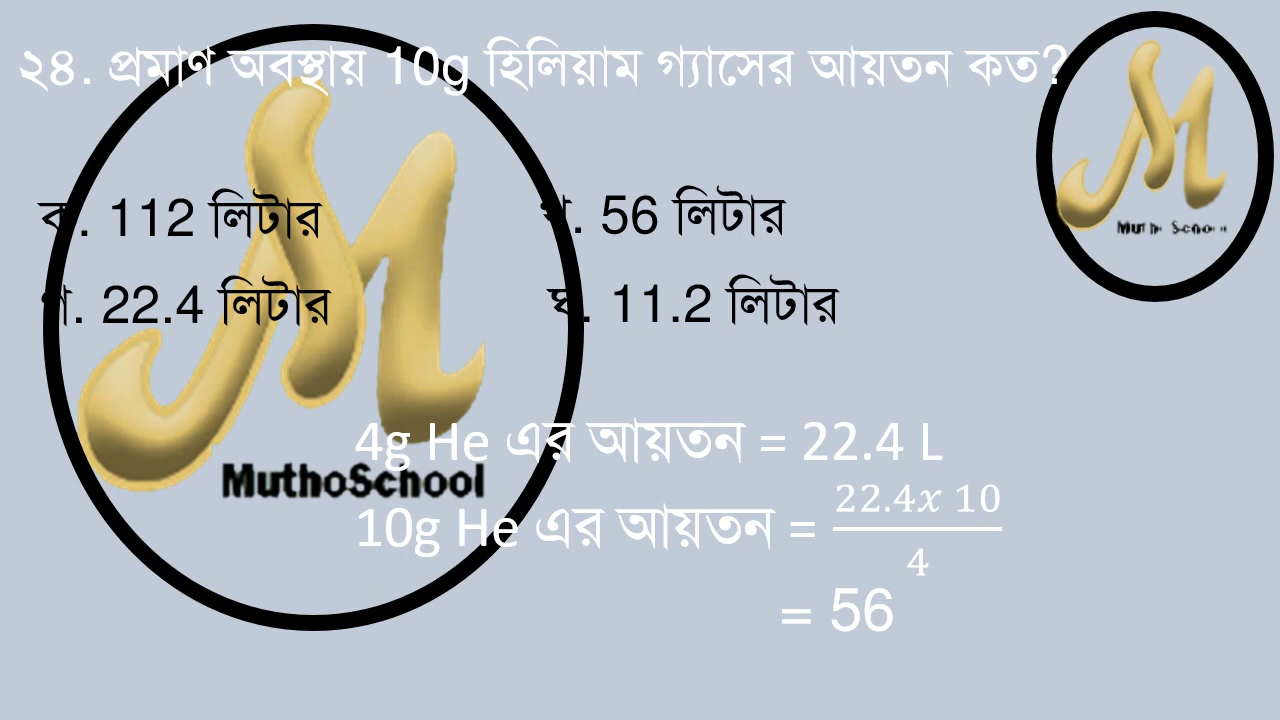 ২৪. প্রমাণ অবস্থায় 10g হিলিয়াম গ্যাসের আয়তন কত?
ক. 112 লিটার
খ. 56 লিটার
গ. 22.4 লিটার
ঘ. 11.2 লিটার
4g He এর আয়তন = 22.4 L
10g He এর আয়তন = 22.4x 10
4
= 56
MuthoSchool